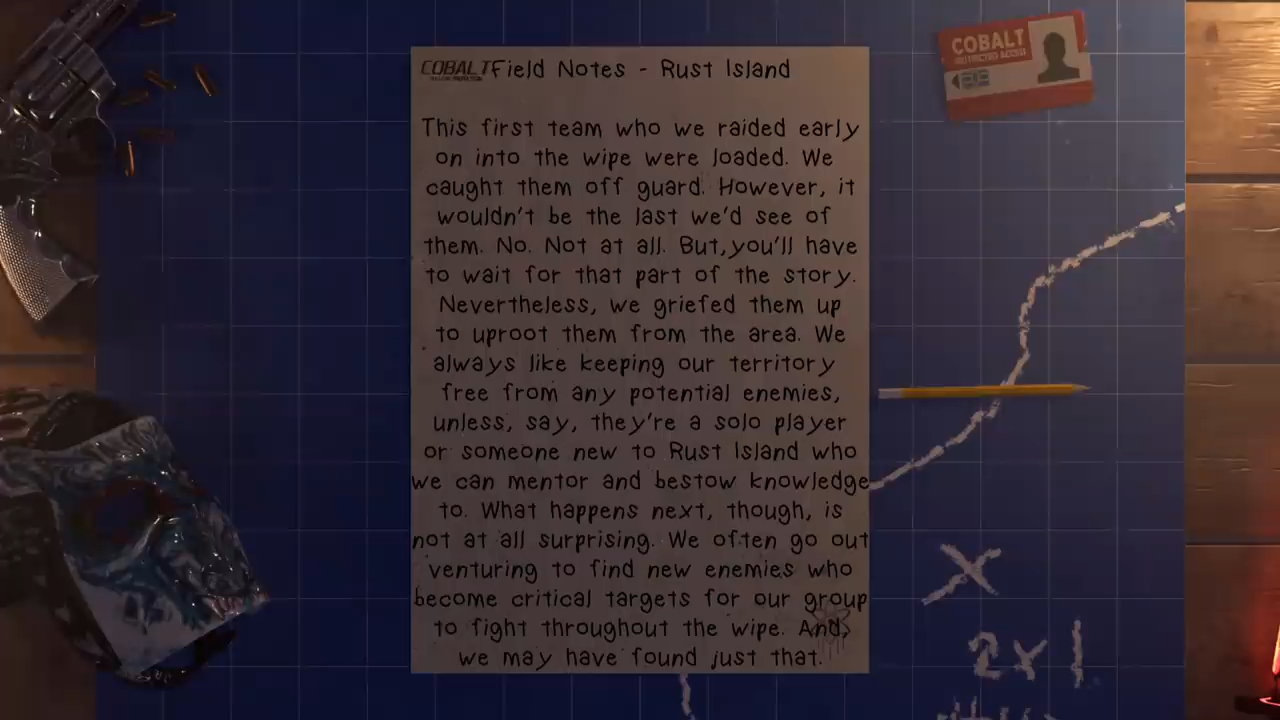 COBALT
RESTRICTED ACCESS
COBALT
Field Notes - Rust Island
This first team who we raided early
on into the wipe were loaded. We
caught them off guard. However, it
wouldn't be the last we'd see of
them. No. Not at all. But,you'll have
to wait for that part of the story.
Nevertheless, we griefed them up
to uproot them from the area. We
always like keeping our territory
free from any potential enemies,
unless, say, they're a solo player
or someone new to Rust Island who
we can mentor and bestow knowledge
to. What happens next, though, is
not at all surprising. We often go out
venturing to find new enemies who
become critical targets for our group
to fight throughout the wipe. And,
we may have found just that.
X
2x1